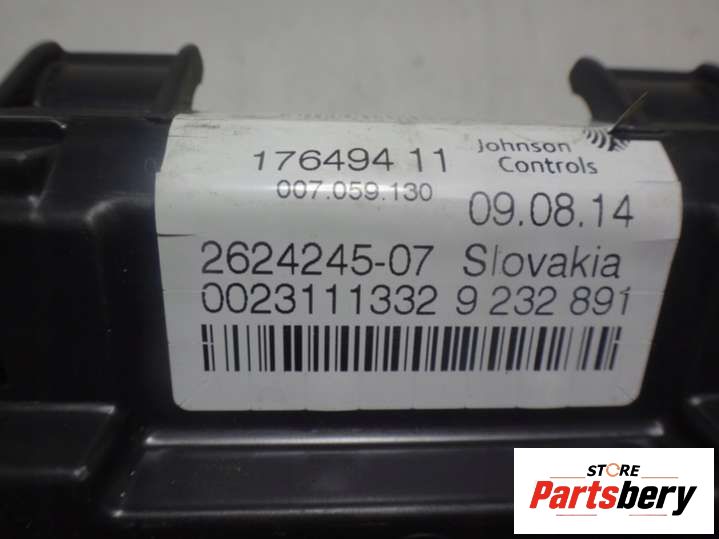 176494 11 Johnson
Controls
007.059.130
09.08.14
2624245-07 Slovakia
0023111332 9 232 891
STORE
Partsbery